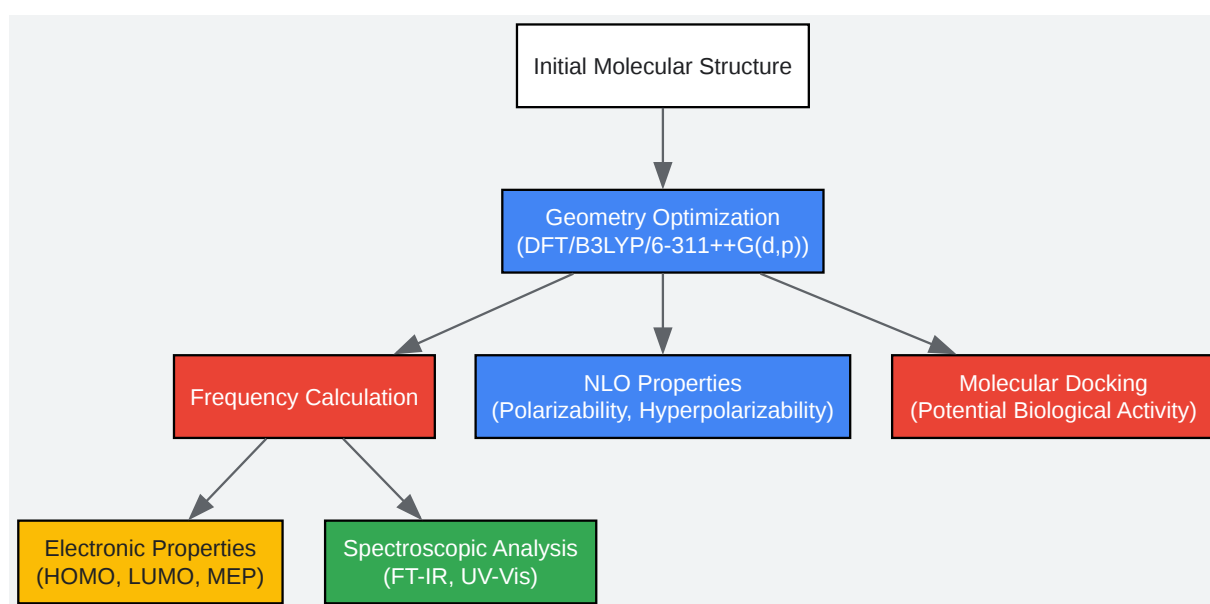 Initial Molecular Structure
Geometry Optimization
(DFT/B3LYP/6-311++G(d,p))
Frequency Calculation
NLO Properties
(Polarizability, Hyperpolarizability)
Molecular Docking
(Potential Biological Activity)
Electronic Properties
(HOMO, LUMO, MEP)
Spectroscopic Analysis
(FT-IR, UV-Vis)